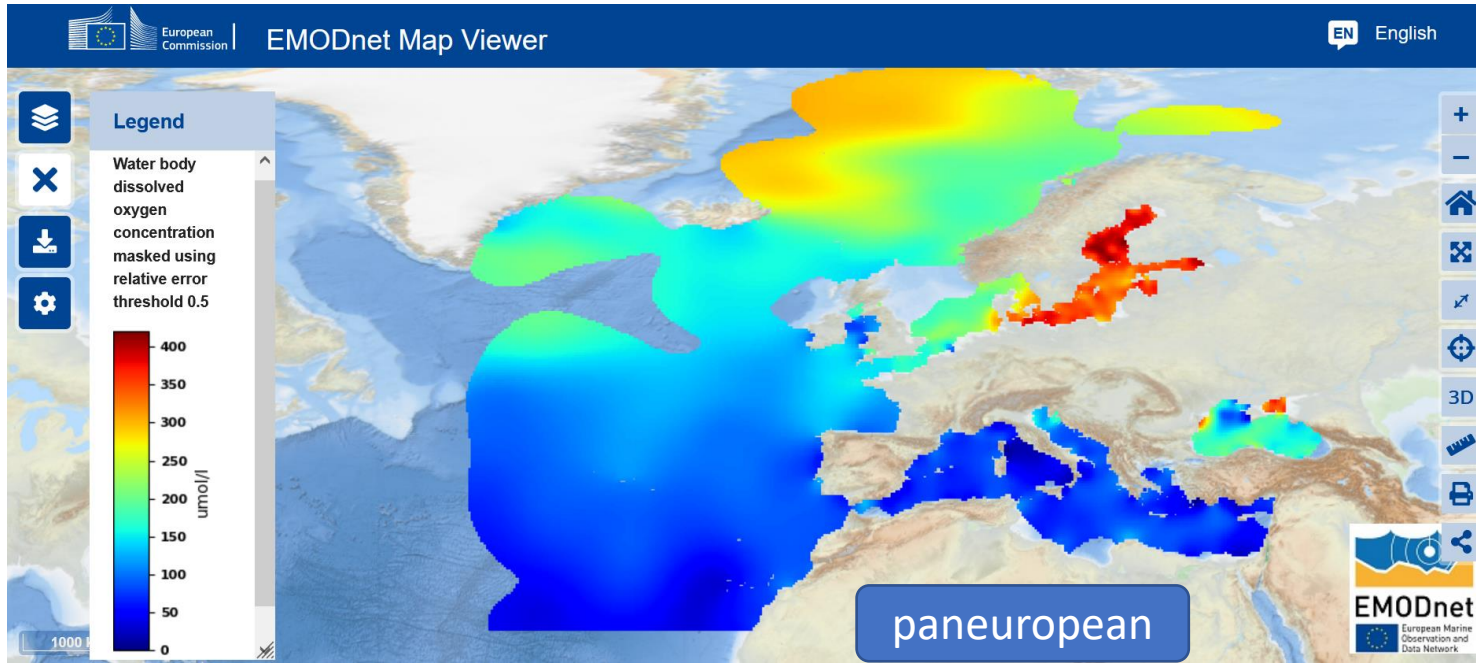 European
Commission
EMODnet Map Viewer
EN English
Legend
Water body
dissolved
oxygen
concentration
masked using
relative error
threshold 0.5
400
350
300
250
200
150
100
50
0
umol/l
1000
3D
paneuropean
EMODnet
European Marine
Observation and
Data Network